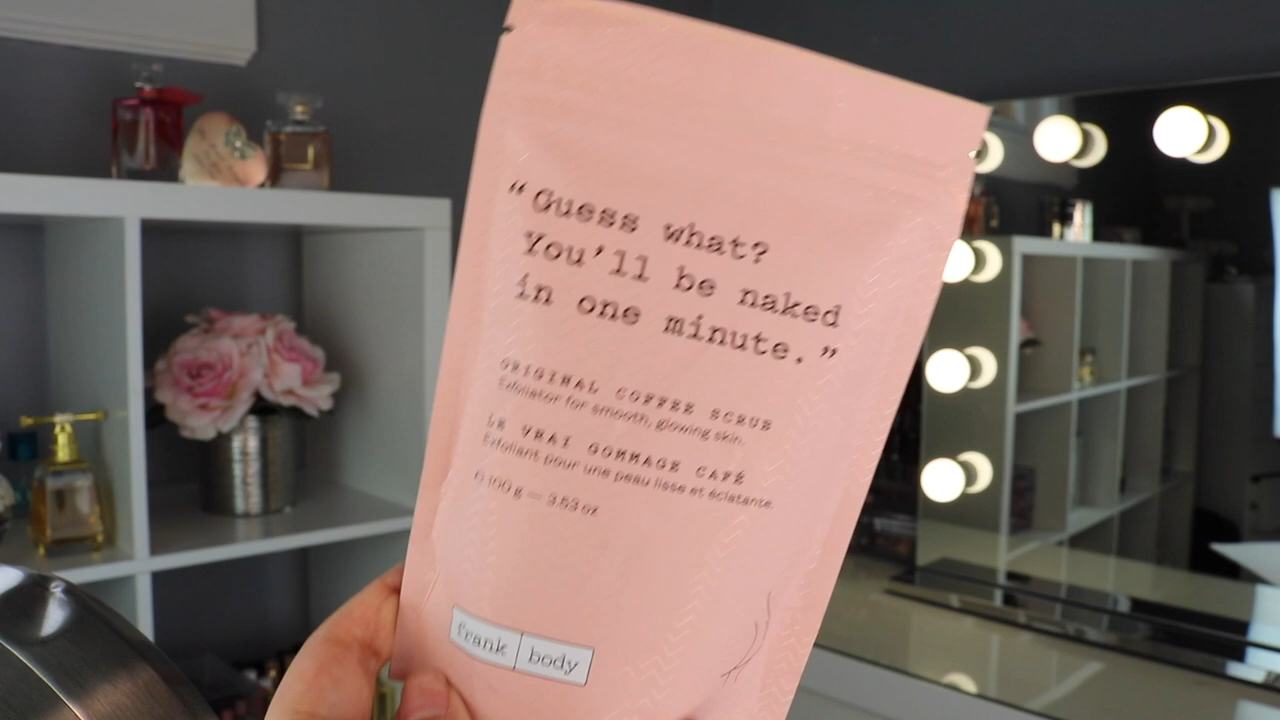 “Guess what?
You’ll be naked
in one minute.”
ORIGINAL COFFEE SCRUB
Exfoliator for smooth, glowing skin.
LE VRAI GOMMAGE CAFÉ
Exfoliant pour une peau lisse et éclatante.
100 g — 3.53 oz
frank body